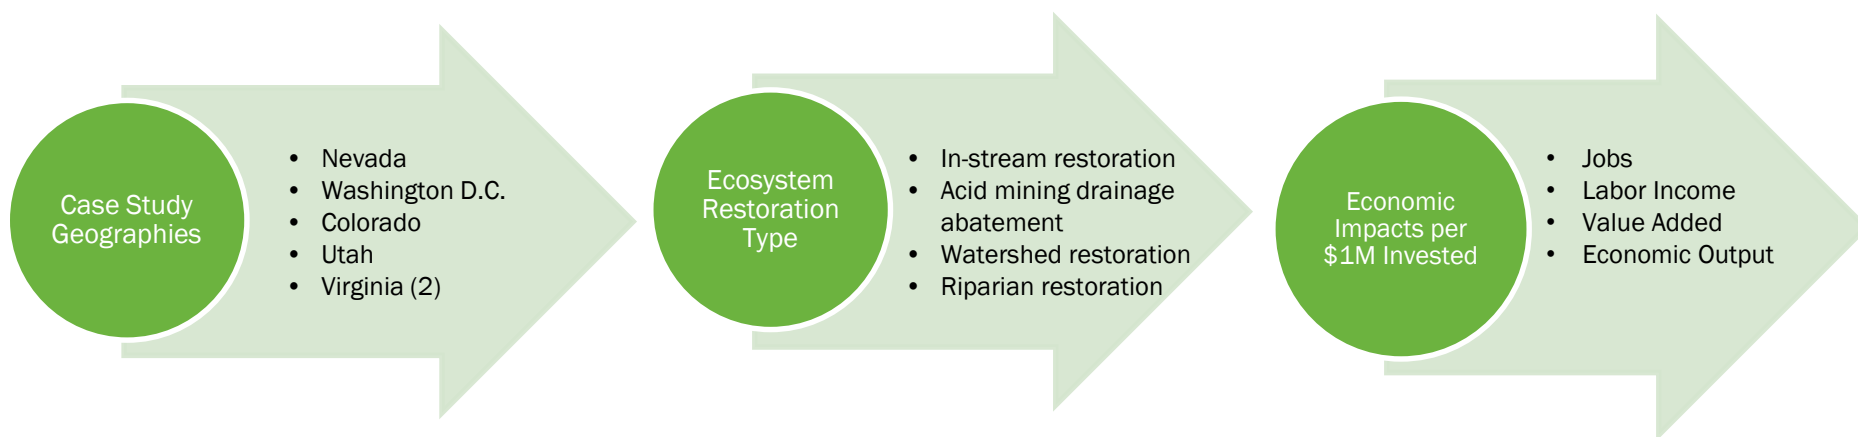 Case Study
Geographies
• Nevada
• Washington D.C.
• Colorado
• Utah
• Virginia (2)
Ecosystem
Restoration
Type
• In-stream restoration
• Acid mining drainage
abatement
• Watershed restoration
• Riparian restoration
Economic
Impacts per
$1M Invested
• Jobs
• Labor Income
• Value Added
• Economic Output